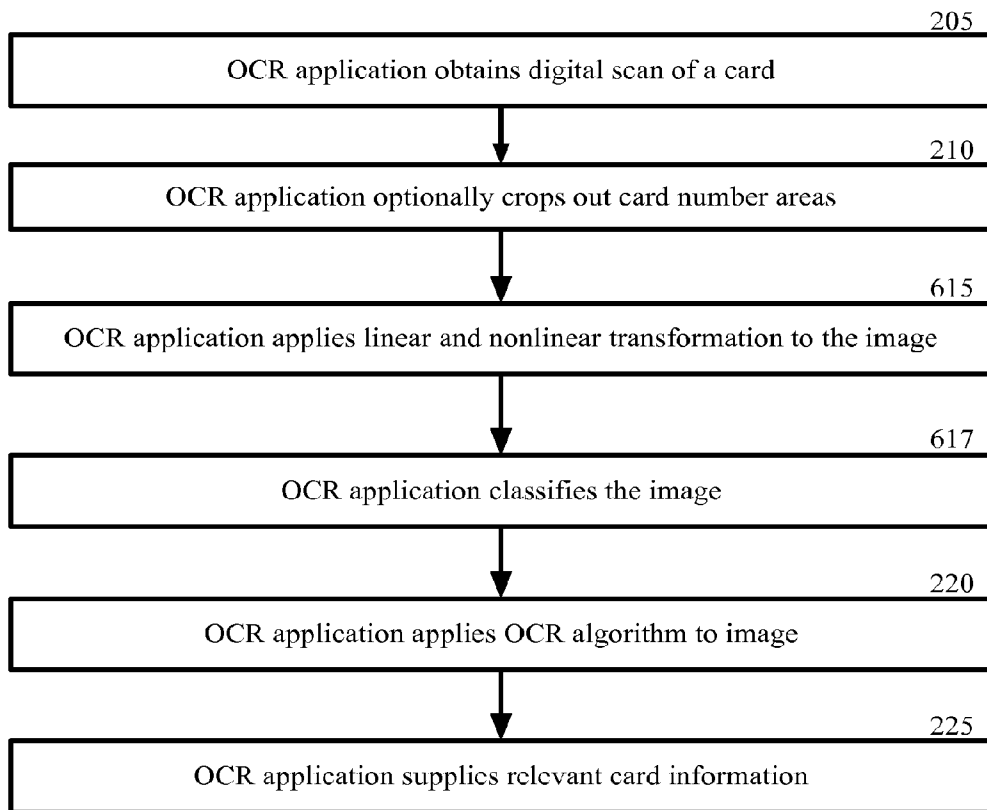 205
OCR application obtains digital scan of a card
210
OCR application optionally crops out card number areas
615
OCR application applies linear and nonlinear transformation to the image
617
OCR application classifies the image
220
OCR application applies OCR algorithm to image
225
OCR application supplies relevant card information